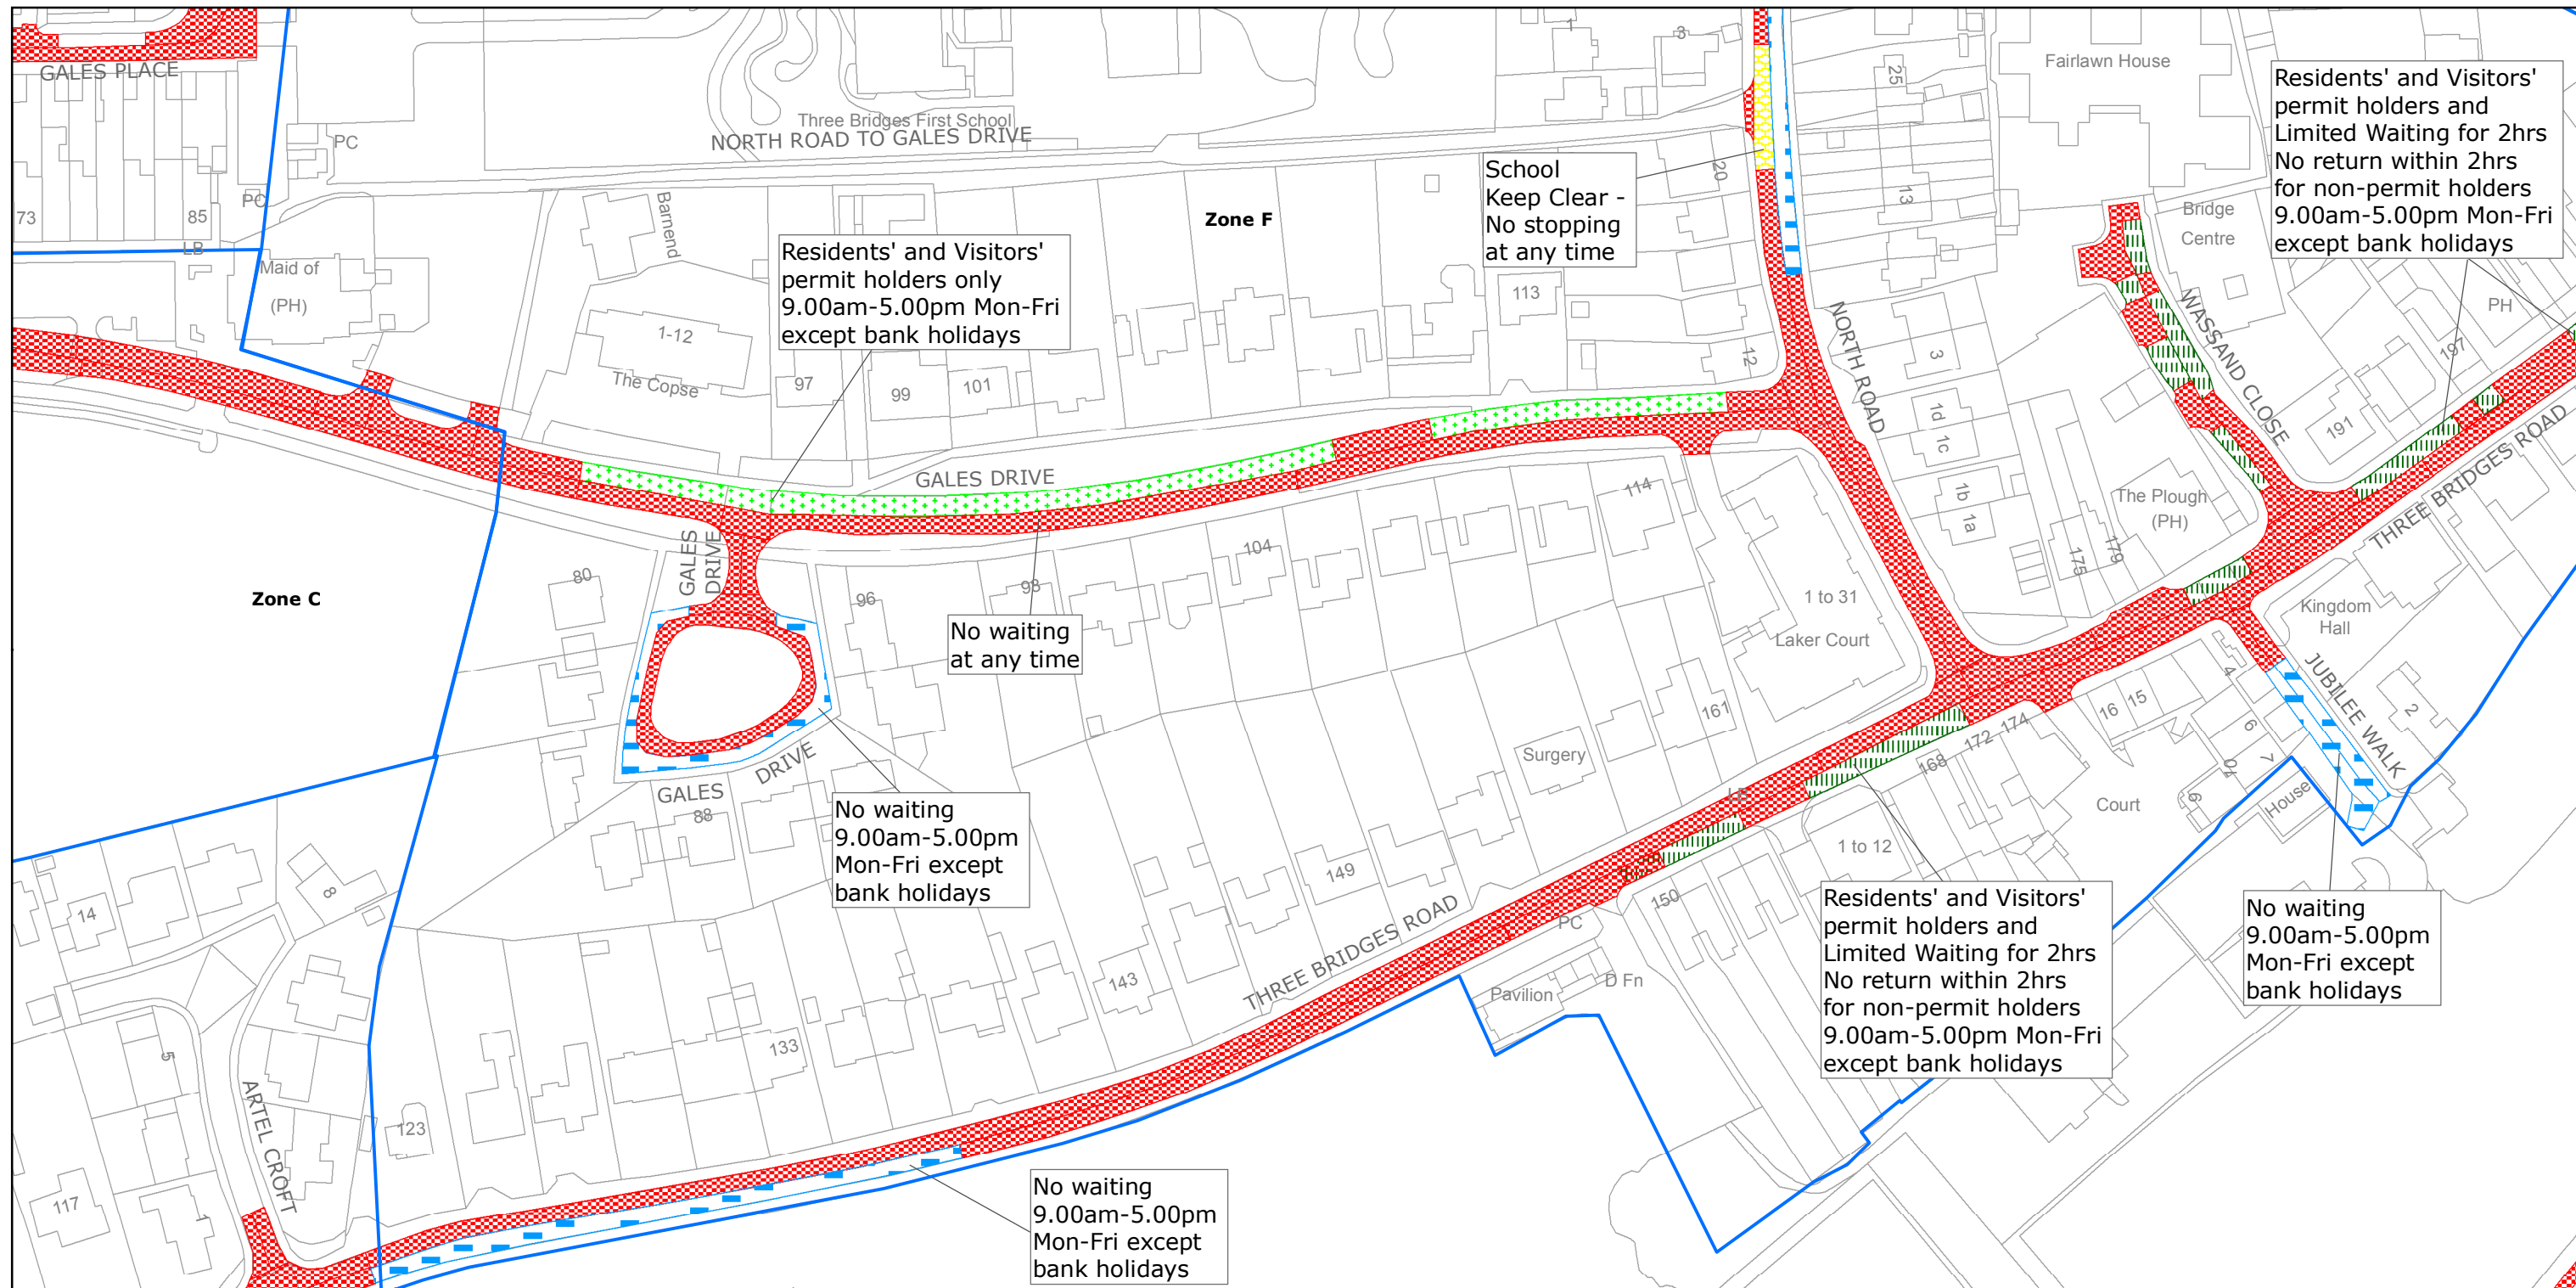 GALES PLACE
73
85
LB
PC
PC
Maid of
(PH)
Three Bridges First School
NORTH ROAD TO GALES DRIVE
Barnend
1-12
The Copse
97
99
101
Zone F
Residents' and Visitors'
permit holders only
9.00am-5.00pm Mon-Fri
except bank holidays
1
3
20
School
Keep Clear -
No stopping
at any time
113
12
25
13
Fairlawn House
Residents' and Visitors'
permit holders and
Limited Waiting for 2hrs
No return within 2hrs
for non-permit holders
9.00am-5.00pm Mon-Fri
except bank holidays
Bridge
Centre
PH
197
191
WASSAND CLOSE
NORTH ROAD
3
1d
1c
1b
1a
The Plough
(PH)
175
179
THREE BRIDGES ROAD
GALES DRIVE
GALES
DRIVE
Zone C
80
96
98
104
114
No waiting
at any time
1 to 31
Laker Court
Kingdom
Hall
JUBILEE WALK
2
4
6
7
10
9
House
16
15
Court
174
172
168
161
Surgery
LB
1 to 12
GALES
DRIVE
88
No waiting
9.00am-5.00pm
Mon-Fri except
bank holidays
149
150
PC
THREE BRIDGES ROAD
Pavilion
D Fn
143
133
Residents' and Visitors'
permit holders and
Limited Waiting for 2hrs
No return within 2hrs
for non-permit holders
9.00am-5.00pm Mon-Fri
except bank holidays
No waiting
9.00am-5.00pm
Mon-Fri except
bank holidays
14
8
5
ARTEL CROFT
123
117
1
No waiting
9.00am-5.00pm
Mon-Fri except
bank holidays